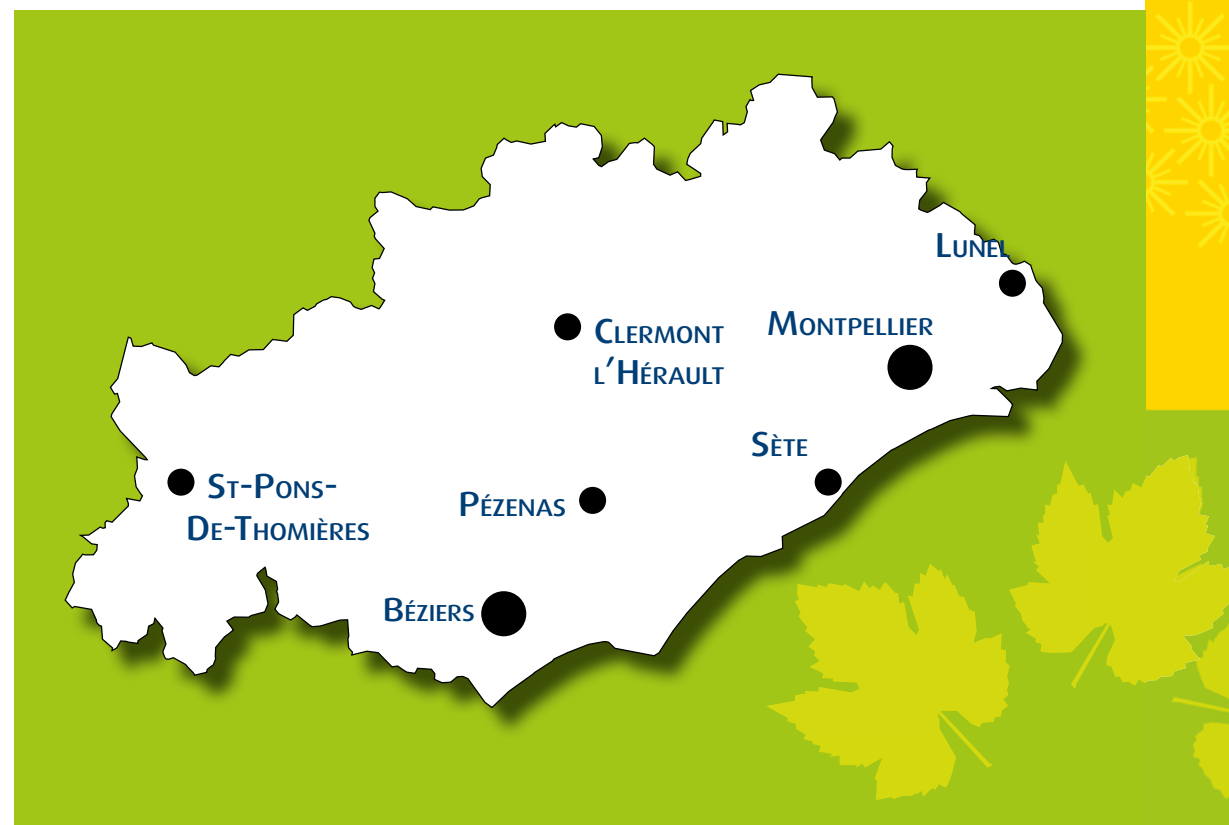 Lunel
Montpellier
Clermont
l'Hérault
Sète
St-Pons-
De-Thomières
Pézenas
Béziers